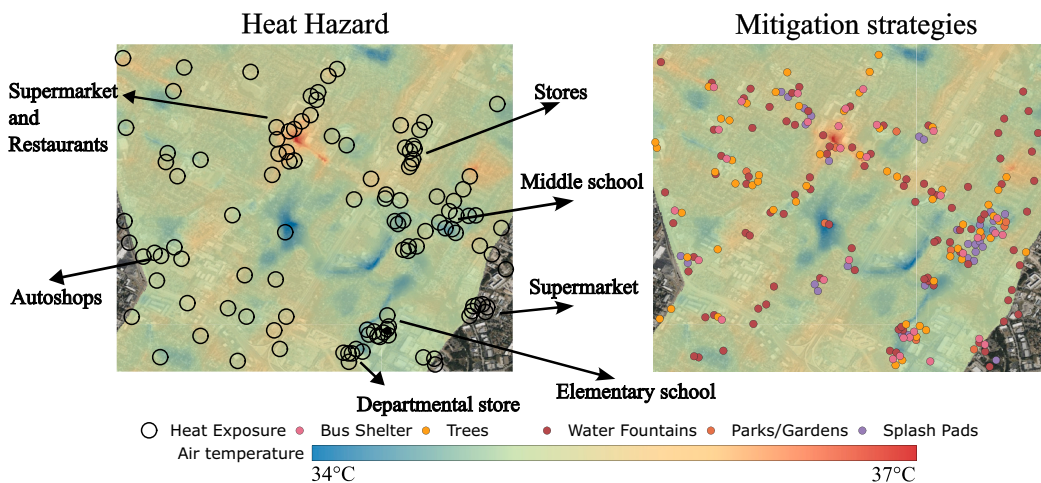 Heat Hazard
Mitigation strategies
Supermarket
and
Restaurants
Stores
Middle school
Autoshops
Supermarket
Elementary school
Departmental store
Heat Exposure Bus Shelter Trees Water Fountains Parks/Gardens Splash Pads
Air temperature
34°C 37°C